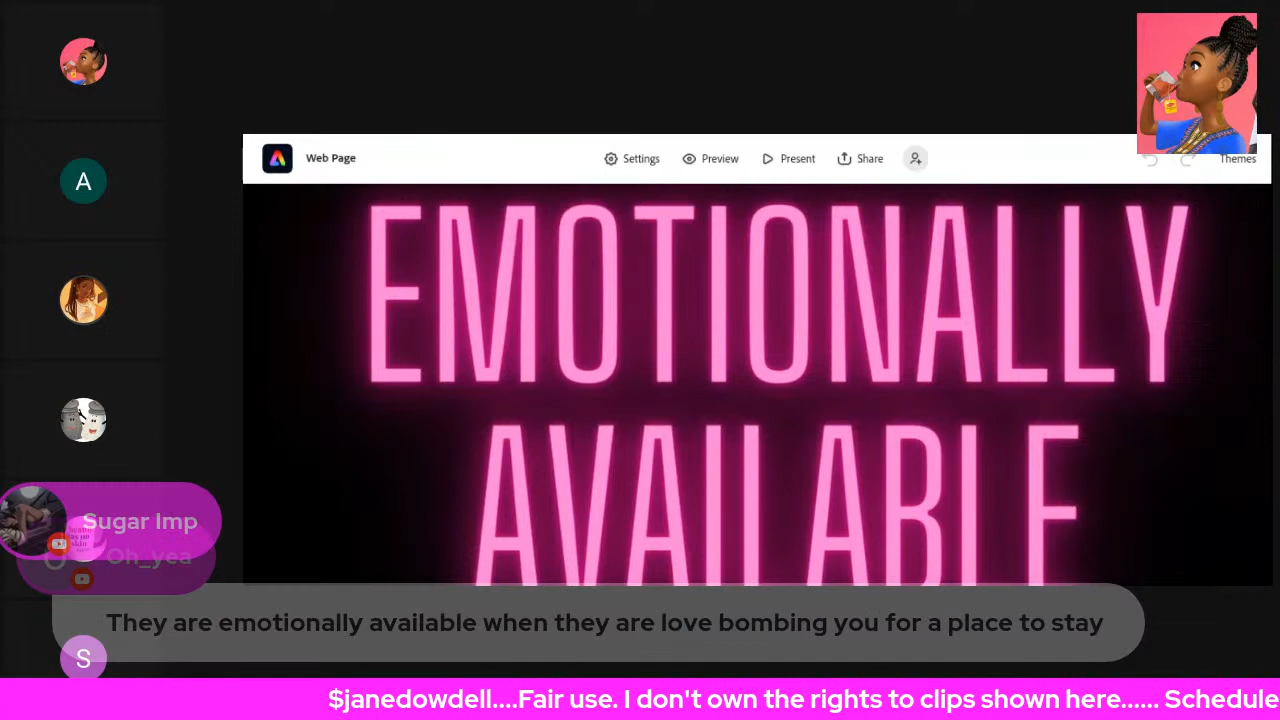 Web Page
Settings
Preview
Present
Share
Themes
EMOTIONALLY
AVAILABLE
A
Sugar Imp
Oh_yea
They are emotionally available when they are love bombing you for a place to stay
S
$janedowdell....Fair use. I don't own the rights to clips shown here...... Schedule